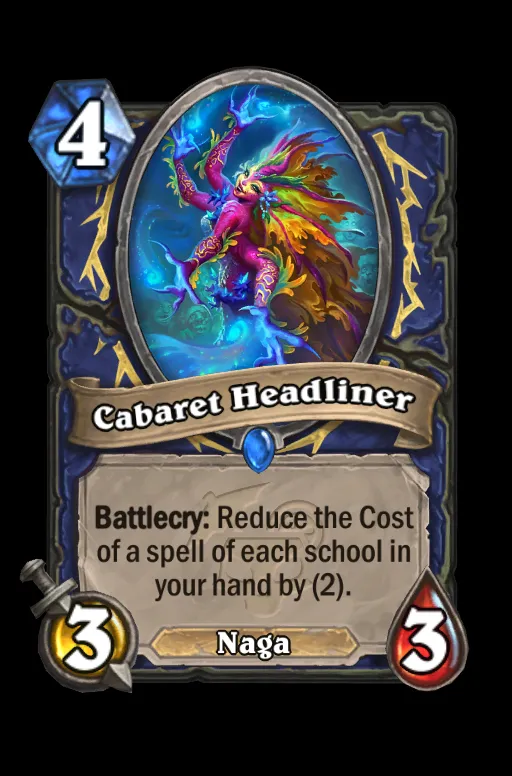 4
Cabaret Headliner
Battlecry: Reduce the Cost
of a spell of each school in
your hand by (2).
3
Naga
3